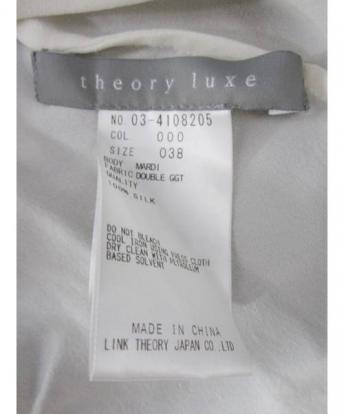 theory luxe
NO. 03-4108205
COL. 000
SIZE 038
BODY MARDI
FABRIC DOUBLE GGT
QUALITY
100% SILK
DO NOT BLEACH
COOL IRON USING PRESS CLOTH
DRY CLEAN WITH PETROLEUM
BASED SOLVENT
MADE IN CHINA
LINK THEORY JAPAN CO.,LTD